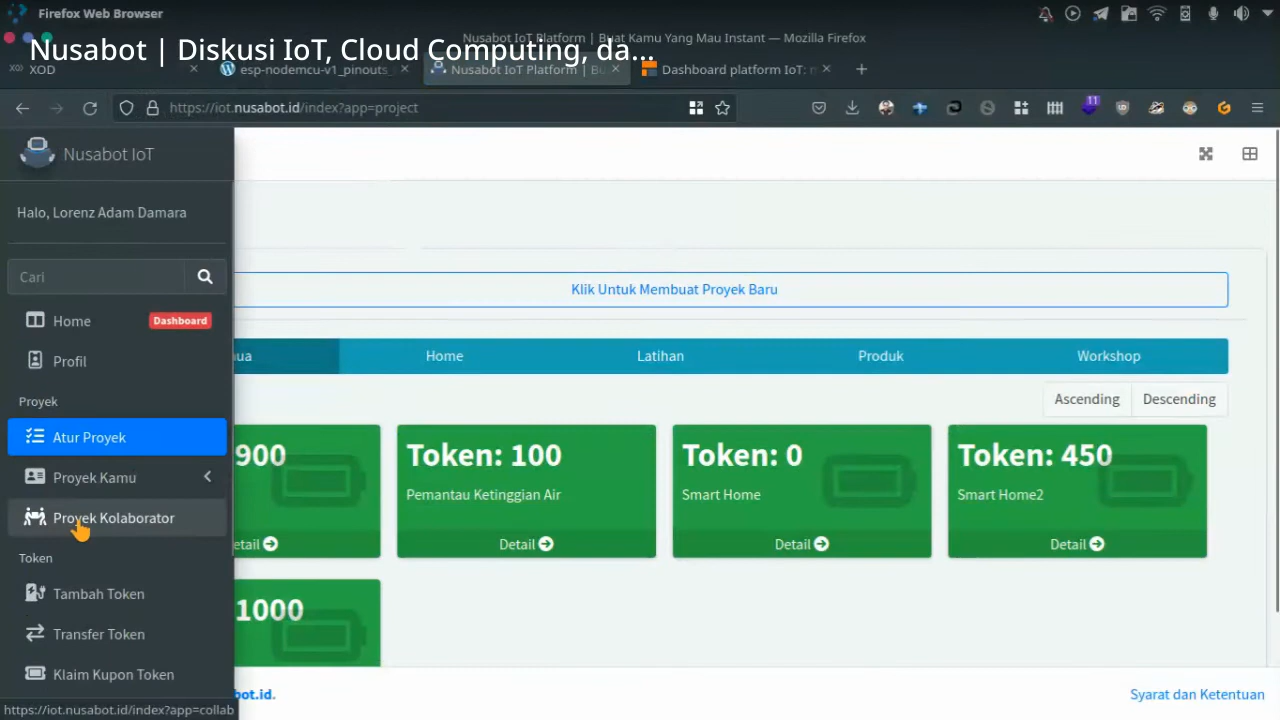 Firefox Web Browser
Nusabot IoT Platform | Buat Kamu Yang Mau Instant — Mozilla Firefox
Nusabot | Diskusi IoT, Cloud Computing, da...
XOD
esp-nodemcu-v1_pinouts_
Nusabot IoT Platform | B
Dashboard platform IoT:
https://iot.nusabot.id/index?app=project
11
Nusabot IoT
Halo, Lorenz Adam Damara
Cari
Home
Dashboard
Profil
Proyek
Atur Proyek
Proyek Kamu
Proyek Kolaborator
Token
Tambah Token
Transfer Token
Klaim Kupon Token
https://iot.nusabot.id/index?app=collab
Klik Untuk Membuat Proyek Baru
ua
Home
Latihan
Produk
Workshop
Ascending
Descending
900
etail
Token: 100
Pemantau Ketinggian Air
Detail
Token: 0
Smart Home
Detail
Token: 450
Smart Home2
Detail
1000
bot.id.
Syarat dan Ketentuan